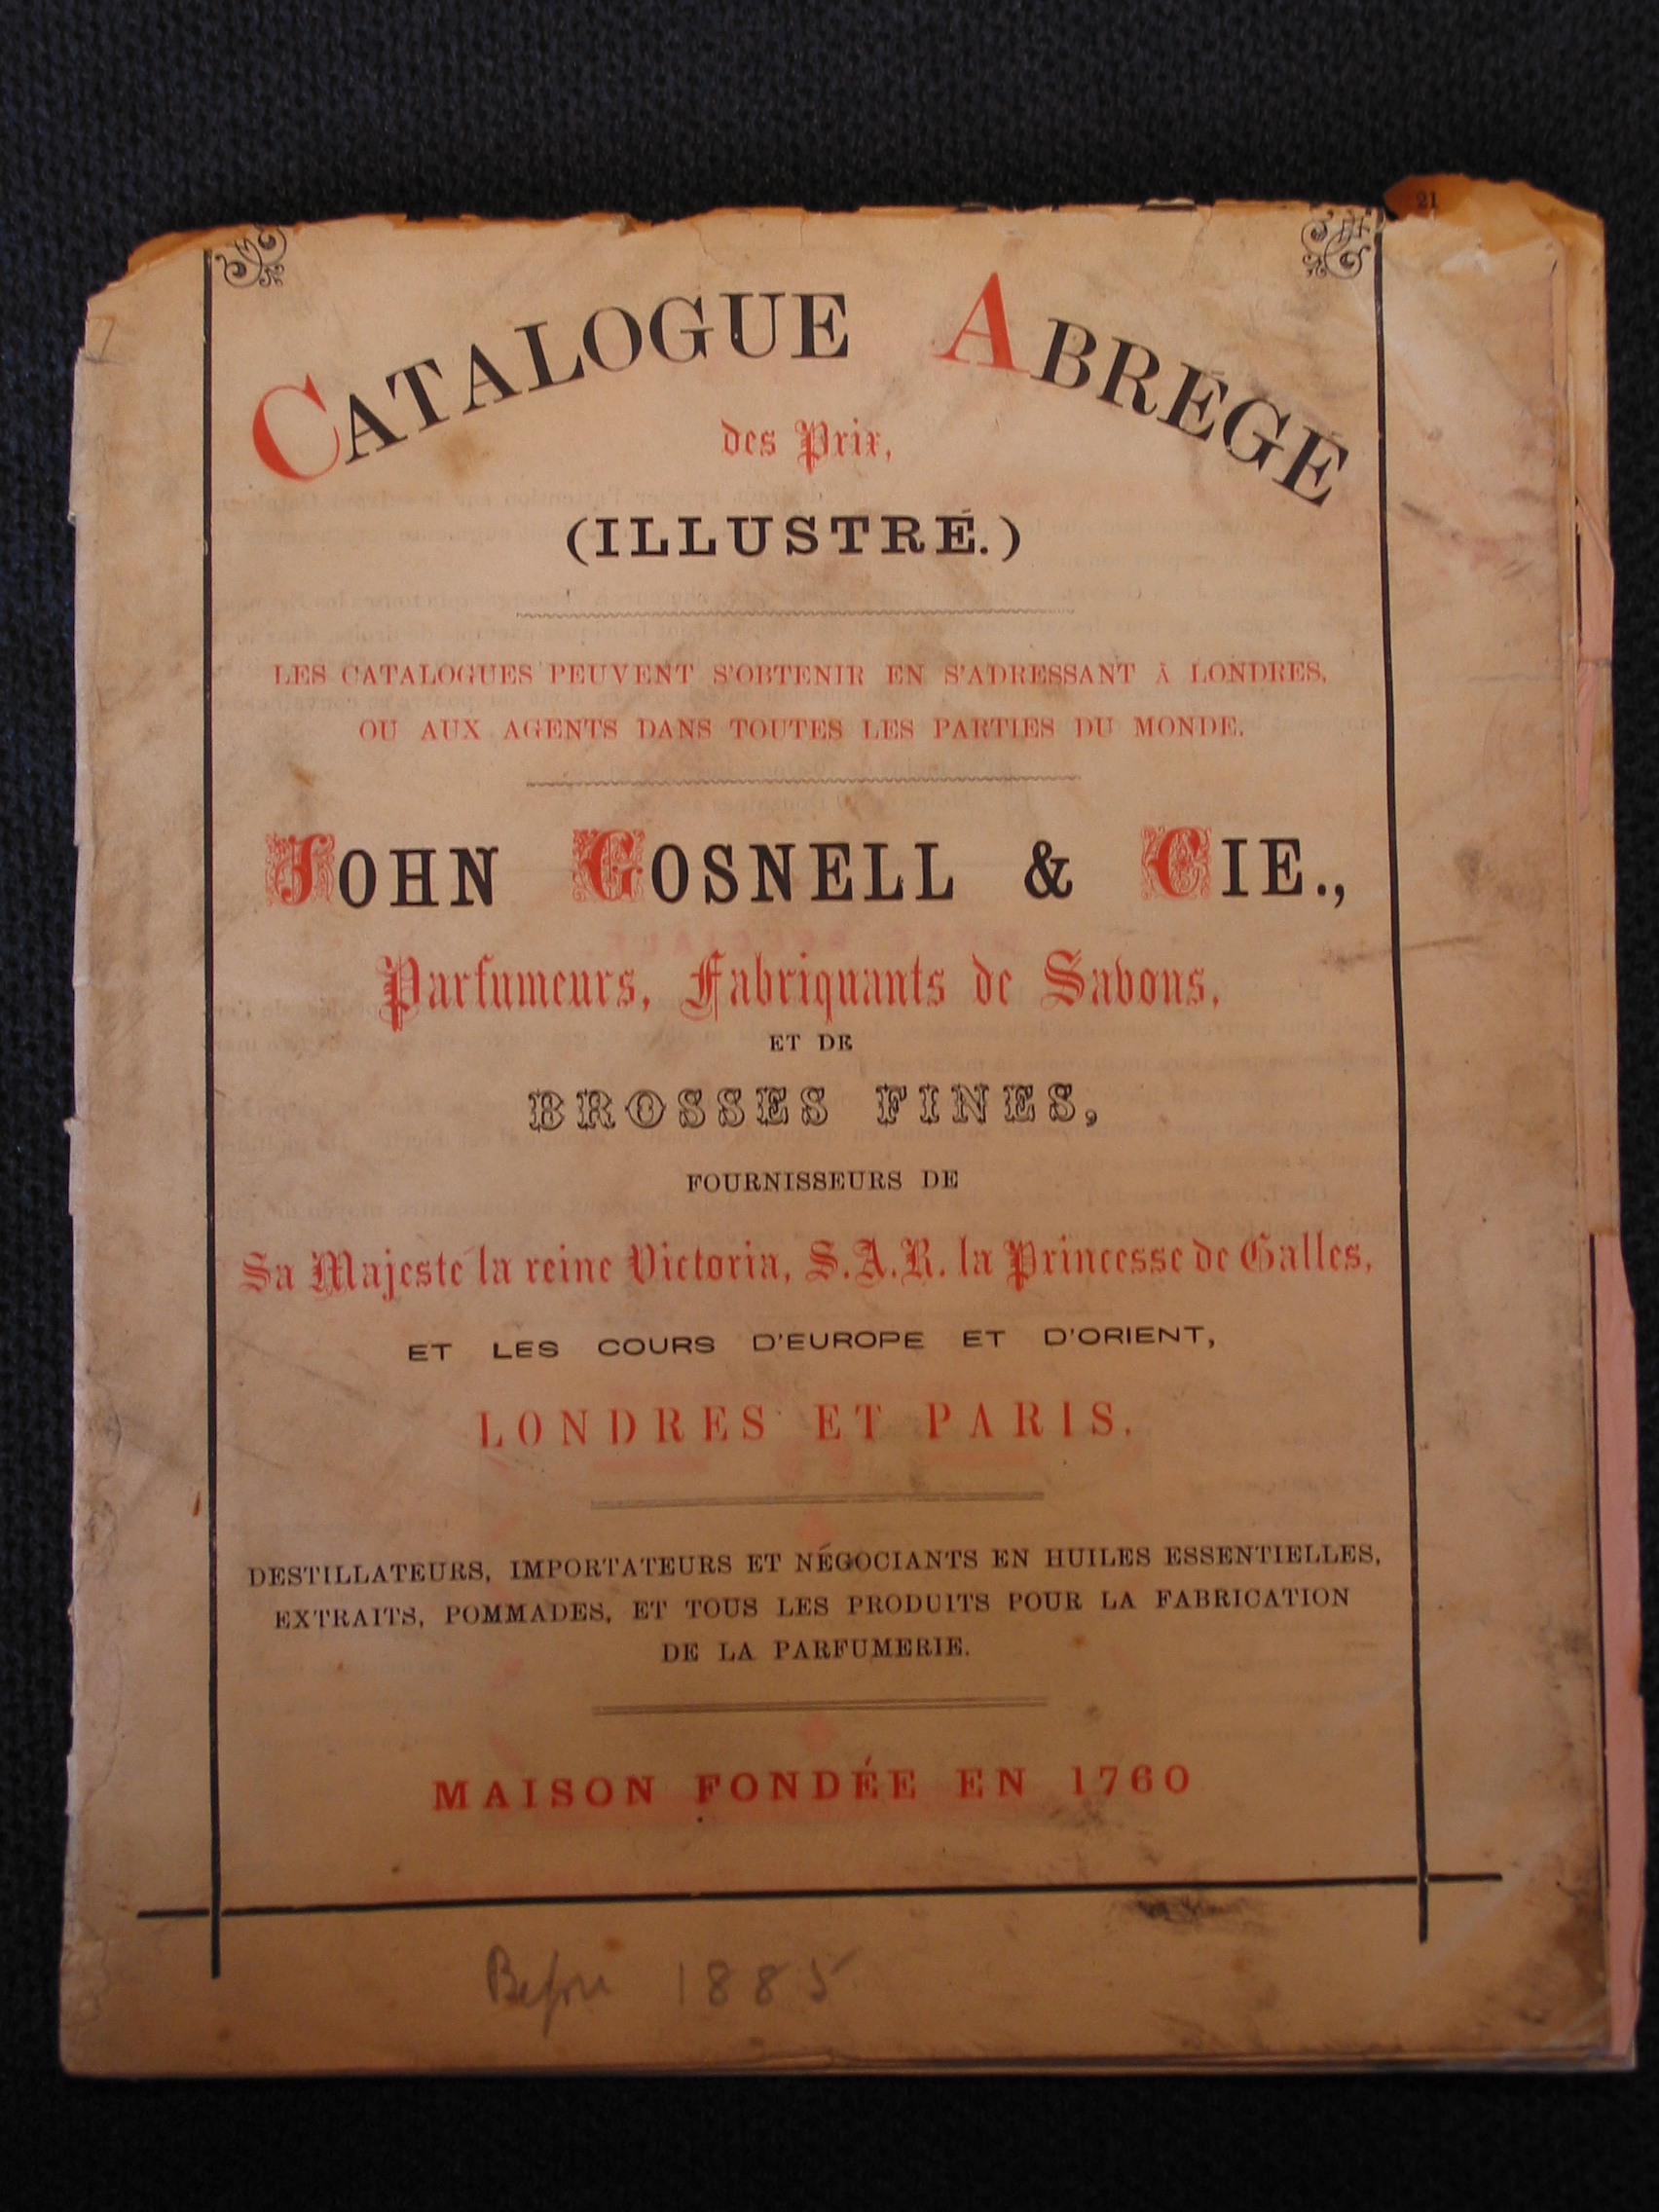 21
CATALOGUE ABRÉGÉ
des Prix,
(ILLUSTRÉ.)
LES CATALOGUES PEUVENT S'OBTENIR EN S'ADRESSANT À LONDRES,
OU AUX AGENTS DANS TOUTES LES PARTIES DU MONDE.
JOHN GOSNELL & CIE.,
Parfumeurs, Fabriquants de Savons,
ET DE
BROSSES FINES,
FOURNISSEURS DE
Sa Majesté la reine Victoria, S.A.R. la Princesse de Galles,
ET LES COURS D'EUROPE ET D'ORIENT,
LONDRES ET PARIS.
DESTILLATEURS, IMPORTATEURS ET NÉGOCIANTS EN HUILES ESSENTIELLES,
EXTRAITS, POMMADES, ET TOUS LES PRODUITS POUR LA FABRICATION
DE LA PARFUMERIE.
MAISON FONDÉE EN 1760
Before 1885